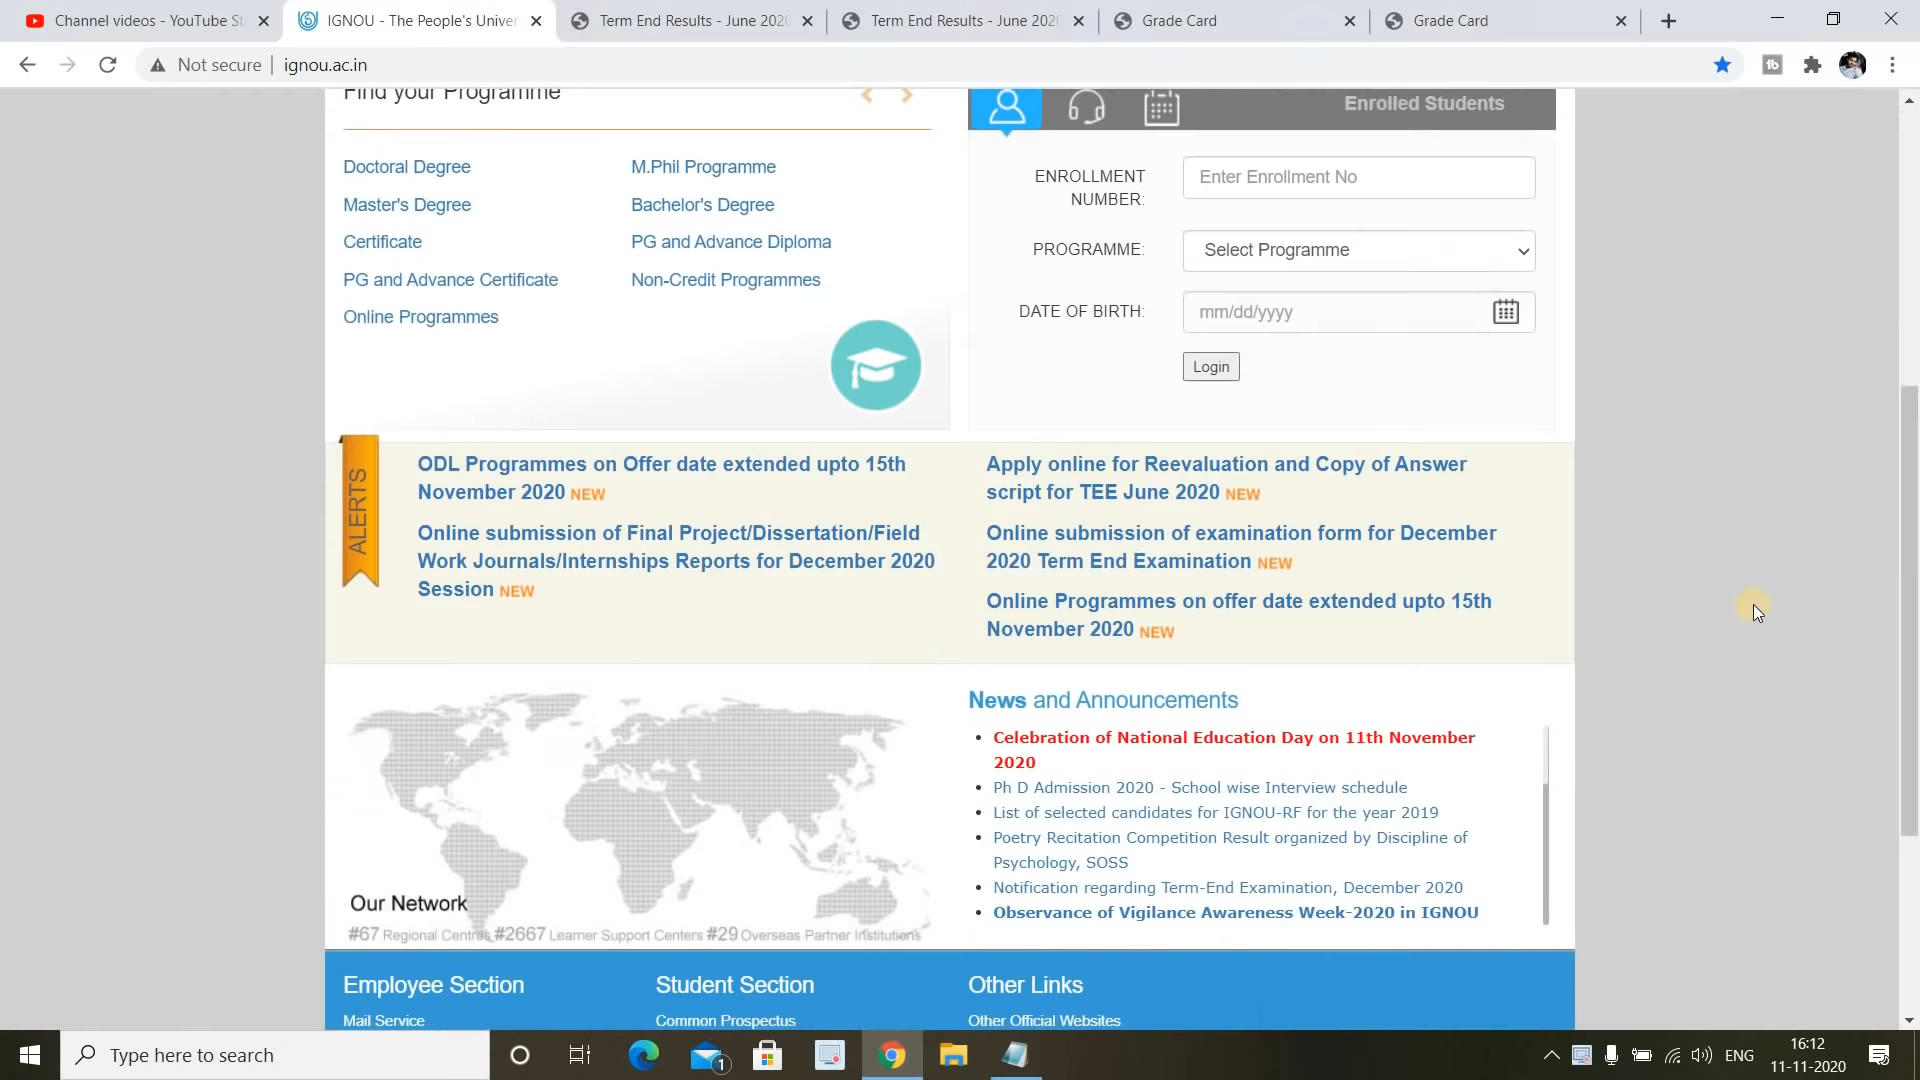 Channel videos - YouTube St
IGNOU - The People's Univer
Term End Results - June 2020
Term End Results - June 2020
Grade Card
Grade Card
Not secure
ignou.ac.in
Find your Programme
Doctoral Degree
M.Phil Programme
Master's Degree
Bachelor's Degree
Certificate
PG and Advance Diploma
PG and Advance Certificate
Non-Credit Programmes
Online Programmes
Enrolled Students
ENROLLMENT
NUMBER:
Enter Enrollment No
PROGRAMME:
Select Programme
DATE OF BIRTH:
mm/dd/yyyy
Login
ALERTS
ODL Programmes on Offer date extended upto 15th
November 2020 NEW
Online submission of Final Project/Dissertation/Field
Work Journals/Internships Reports for December 2020
Session NEW
Apply online for Reevaluation and Copy of Answer
script for TEE June 2020 NEW
Online submission of examination form for December
2020 Term End Examination NEW
Online Programmes on offer date extended upto 15th
November 2020 NEW
Our Network
#67 Regional Centres #2667 Learner Support Centers #29 Overseas Partner Institutions
News and Announcements
Celebration of National Education Day on 11th November
2020
Ph D Admission 2020 - School wise Interview schedule
List of selected candidates for IGNOU-RF for the year 2019
Poetry Recitation Competition Result organized by Discipline of
Psychology, SOSS
Notification regarding Term-End Examination, December 2020
Observance of Vigilance Awareness Week-2020 in IGNOU
Employee Section
Student Section
Other Links
Mail Service
Common Prospectus
Other Official Websites
Type here to search
1
ENG
16:12
11-11-2020